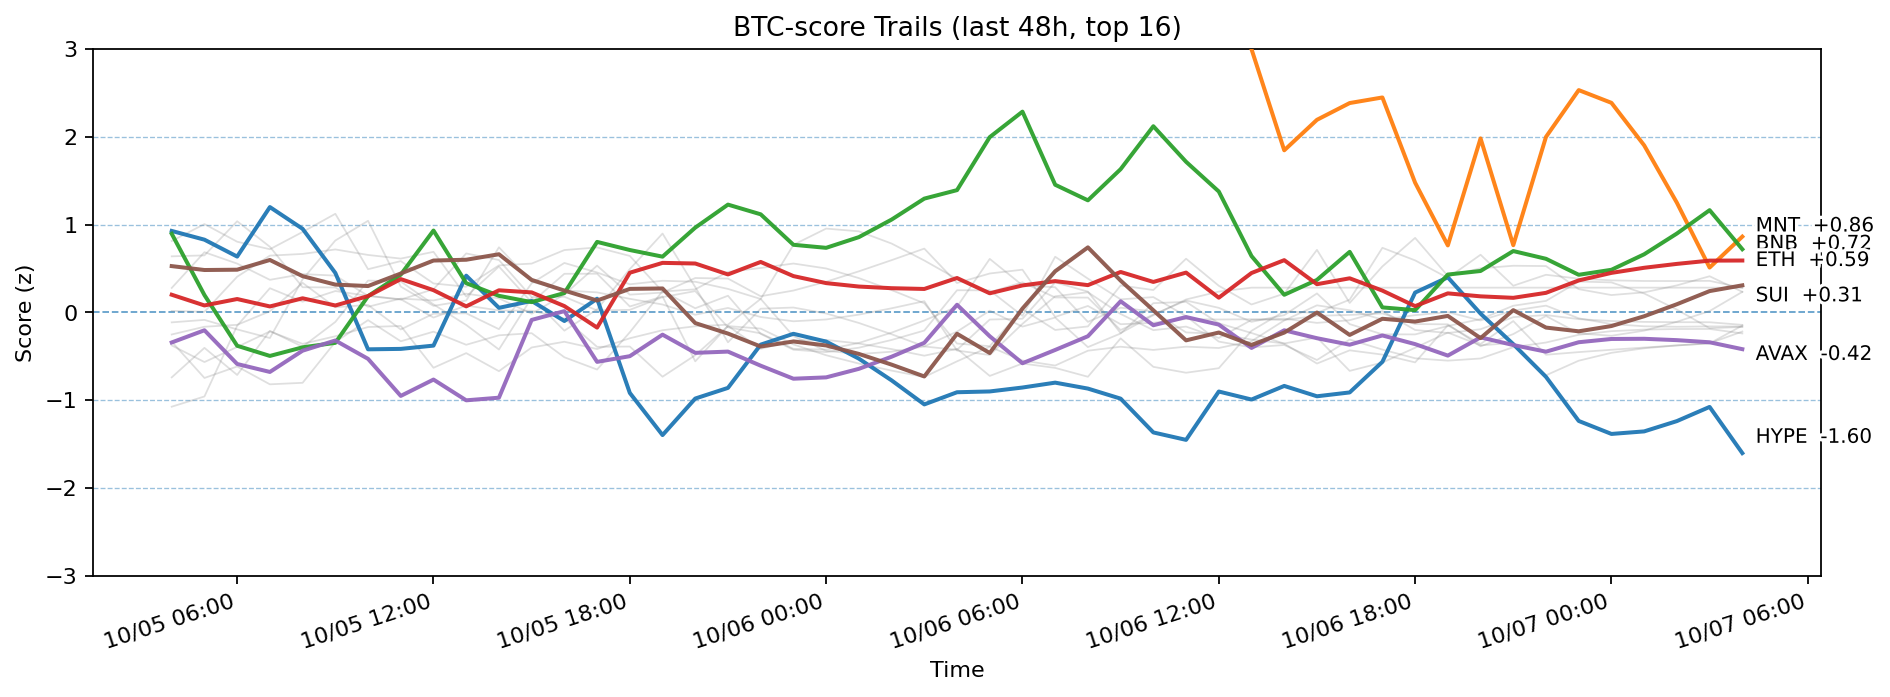 BTC-score Trails (last 48h, top 16)
Score (z)
3
2
1
0
−1
−2
−3
MNT +0.86
BNB +0.72
ETH +0.59
SUI +0.31
AVAX -0.42
HYPE -1.60
10/05 06:00
10/05 12:00
10/05 18:00
10/06 00:00
10/06 06:00
10/06 12:00
10/06 18:00
10/07 00:00
10/07 06:00
Time